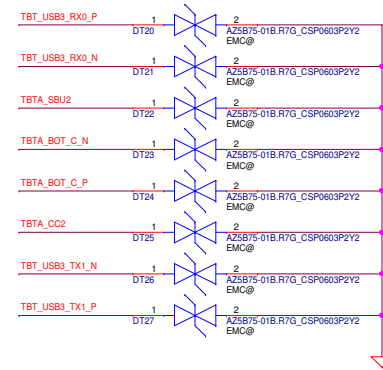 TBT_USB3_RX0_P 1 2
DT20 AZ5B75-01B.R7G_CSP0603P2Y2
EMC@
TBT_USB3_RX0_N 1 2
DT21 AZ5B75-01B.R7G_CSP0603P2Y2
EMC@
TBTA_SBU2 1 2
DT22 AZ5B75-01B.R7G_CSP0603P2Y2
EMC@
TBTA_BOT_C_N 1 2
DT23 AZ5B75-01B.R7G_CSP0603P2Y2
EMC@
TBTA_BOT_C_P 1 2
DT24 AZ5B75-01B.R7G_CSP0603P2Y2
EMC@
TBTA_CC2 1 2
DT25 AZ5B75-01B.R7G_CSP0603P2Y2
EMC@
TBT_USB3_TX1_N 1 2
DT26 AZ5B75-01B.R7G_CSP0603P2Y2
EMC@
TBT_USB3_TX1_P 1 2
DT27 AZ5B75-01B.R7G_CSP0603P2Y2
EMC@